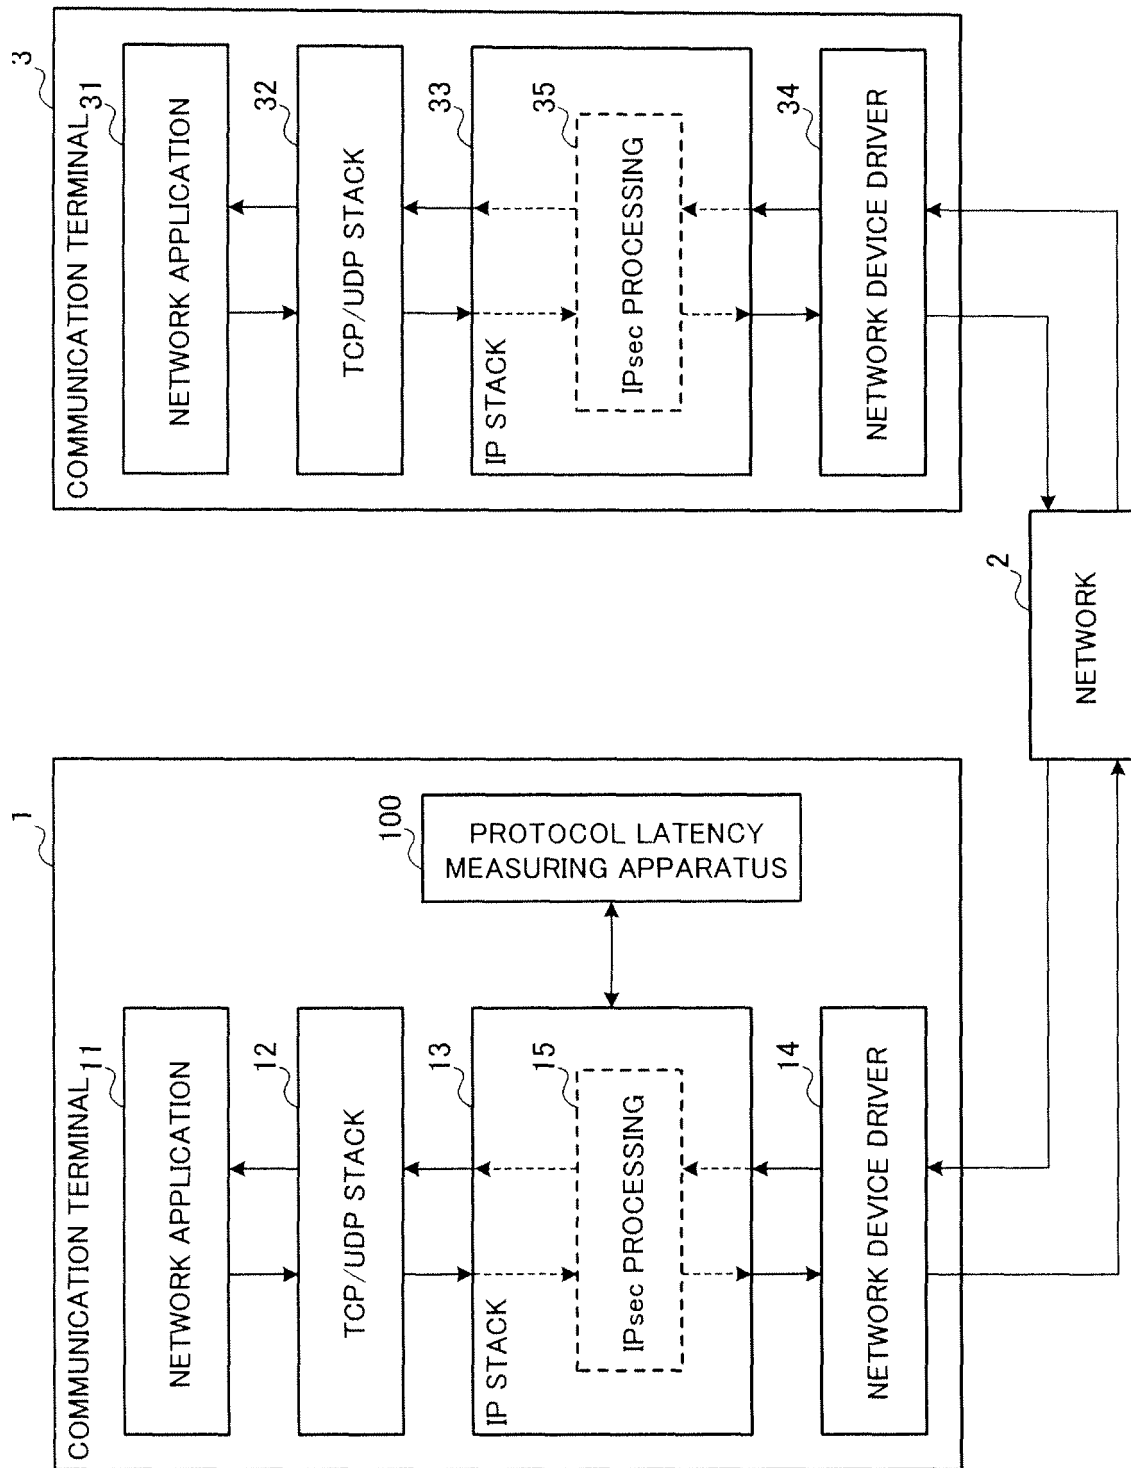 1
COMMUNICATION TERMINAL
11
NETWORK APPLICATION
12
TCP/UDP STACK
13
IP STACK
15
IPsec PROCESSING
14
NETWORK DEVICE DRIVER
100
PROTOCOL LATENCY
MEASURING APPARATUS
2
NETWORK
3
COMMUNICATION TERMINAL
31
NETWORK APPLICATION
32
TCP/UDP STACK
33
IP STACK
35
IPsec PROCESSING
34
NETWORK DEVICE DRIVER